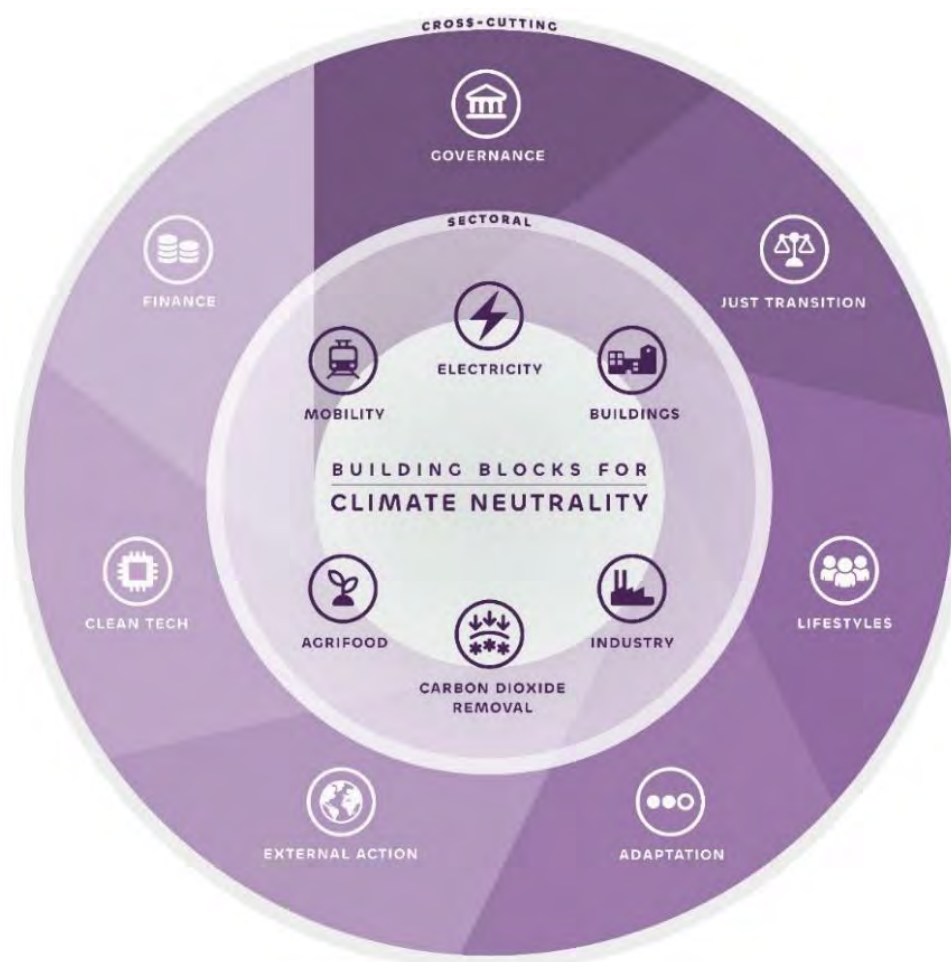 CROSS-CUTTING
GOVERNANCE
JUST TRANSITION
LIFESTYLES
ADAPTATION
EXTERNAL ACTION
CLEAN TECH
FINANCE
SECTORAL
ELECTRICITY
BUILDINGS
INDUSTRY
CARBON DIOXIDE
REMOVAL
AGRIFOOD
MOBILITY
BUILDING BLOCKS FOR
CLIMATE NEUTRALITY